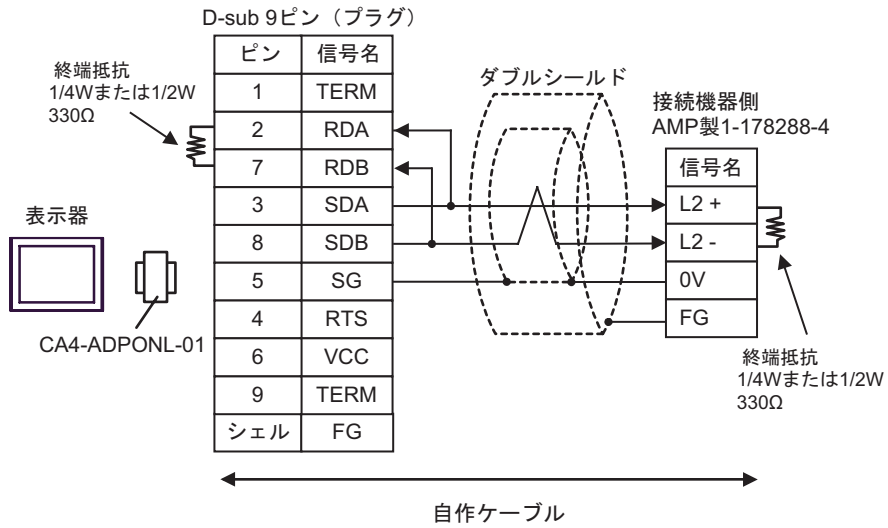 D-sub 9ピン（プラグ）
ピン 信号名
1 TERM
2 RDA
7 RDB
3 SDA
8 SDB
5 SG
4 RTS
6 VCC
9 TERM
シェル FG
終端抵抗
1/4Wまたは1/2W
330Ω
表示器
CA4-ADPONL-01
ダブルシールド
接続機器側
AMP製1-178288-4
信号名
L2 +
L2 -
0V
FG
終端抵抗
1/4Wまたは1/2W
330Ω
自作ケーブル